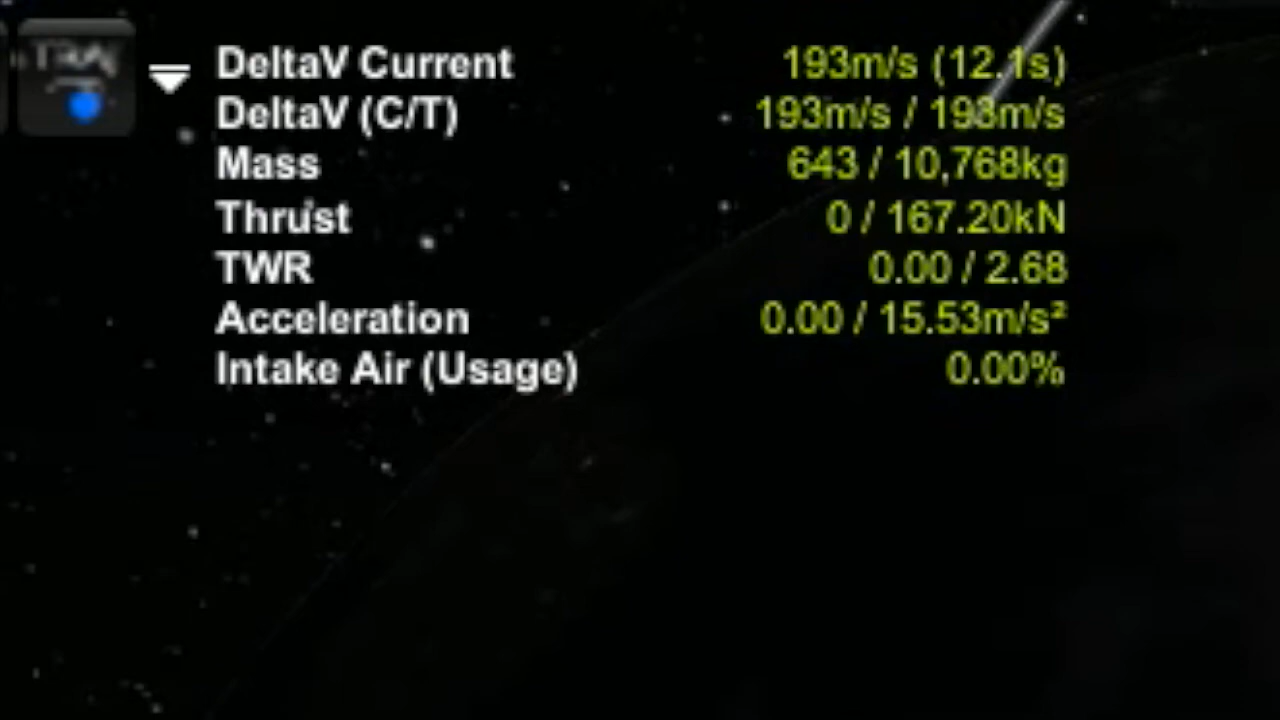 DeltaV Current 193m/s (12.1s)
DeltaV (C/T) 193m/s / 193m/s
Mass 643 / 10,768kg
Thrust 0 / 167.20kN
TWR 0.00 / 2.68
Acceleration 0.00 / 15.53m/s²
Intake Air (Usage) 0.00%